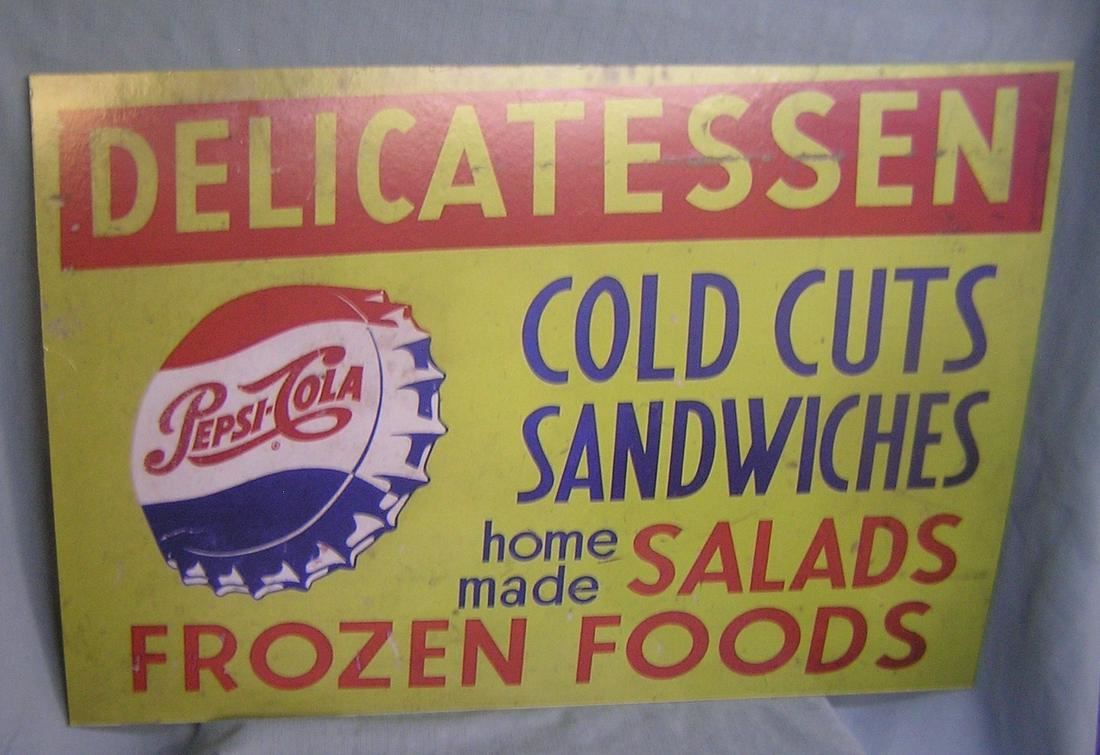 DELICATESSEN
PEPSI-COLA
®
COLD CUTS
SANDWICHES
home
made SALADS
FROZEN FOODS